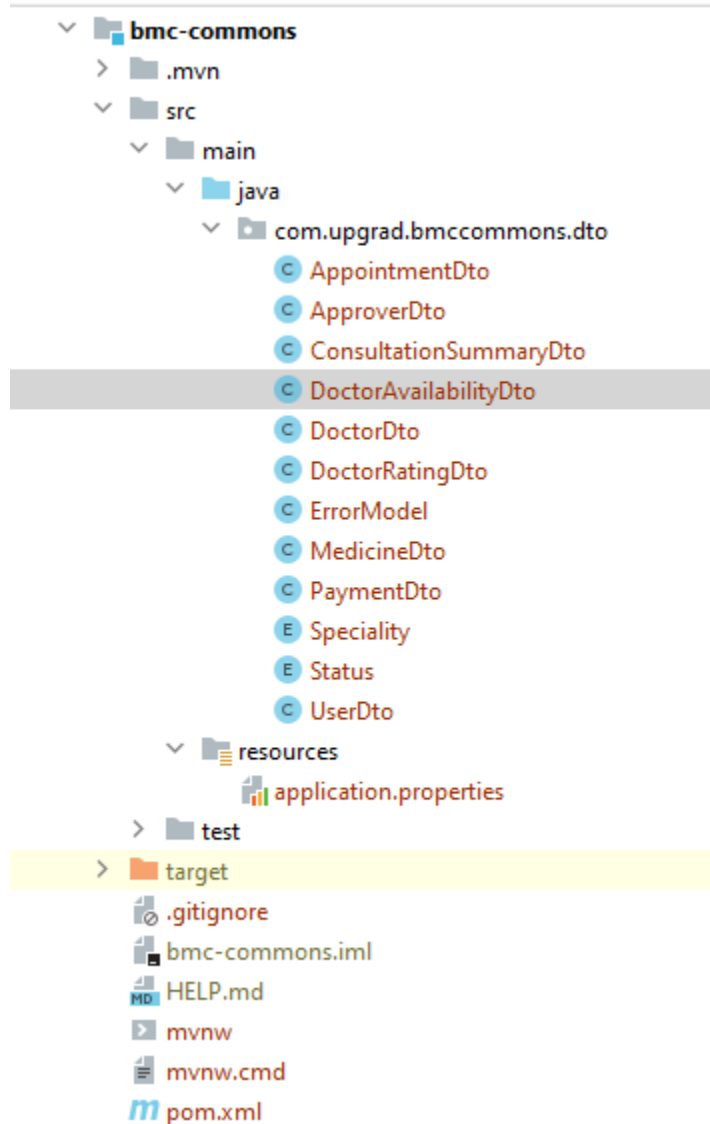 bmc-commons
.mvn
src
main
java
com.upgrad.bmccommons.dto
C AppointmentDto
C ApproverDto
C ConsultationSummaryDto
C DoctorAvailabilityDto
C DoctorDto
C DoctorRatingDto
C ErrorModel
C MedicineDto
C PaymentDto
E Speciality
E Status
C UserDto
resources
application.properties
test
target
.gitignore
bmc-commons.iml
MD HELP.md
mvnw
mvnw.cmd
m pom.xml